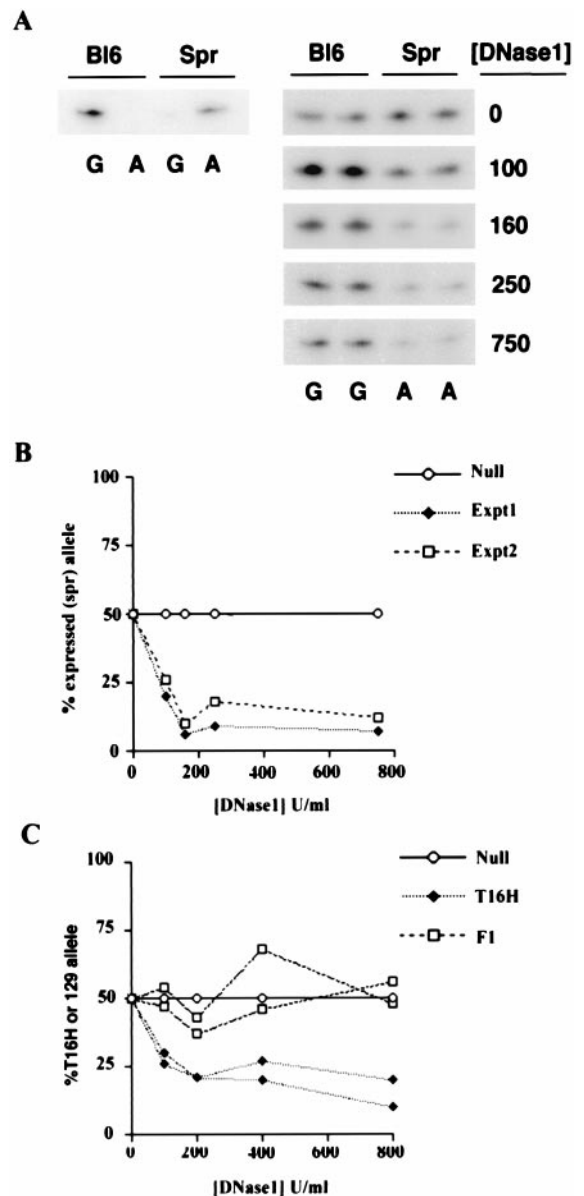 A
Bl6 Spr Bl6 Spr [DNase1]
0
G A G A
100
160
250
750
G G A A
B
100
75
50
25
0
% expressed (spr) allele
0 200 400 600 800
[DNase1] U/ml
Null
Expt1
Expt2
C
100
75
50
25
0
%T16H or 129 allele
0 200 400 600 800
[DNase1] U/ml
Null
T16H
F1